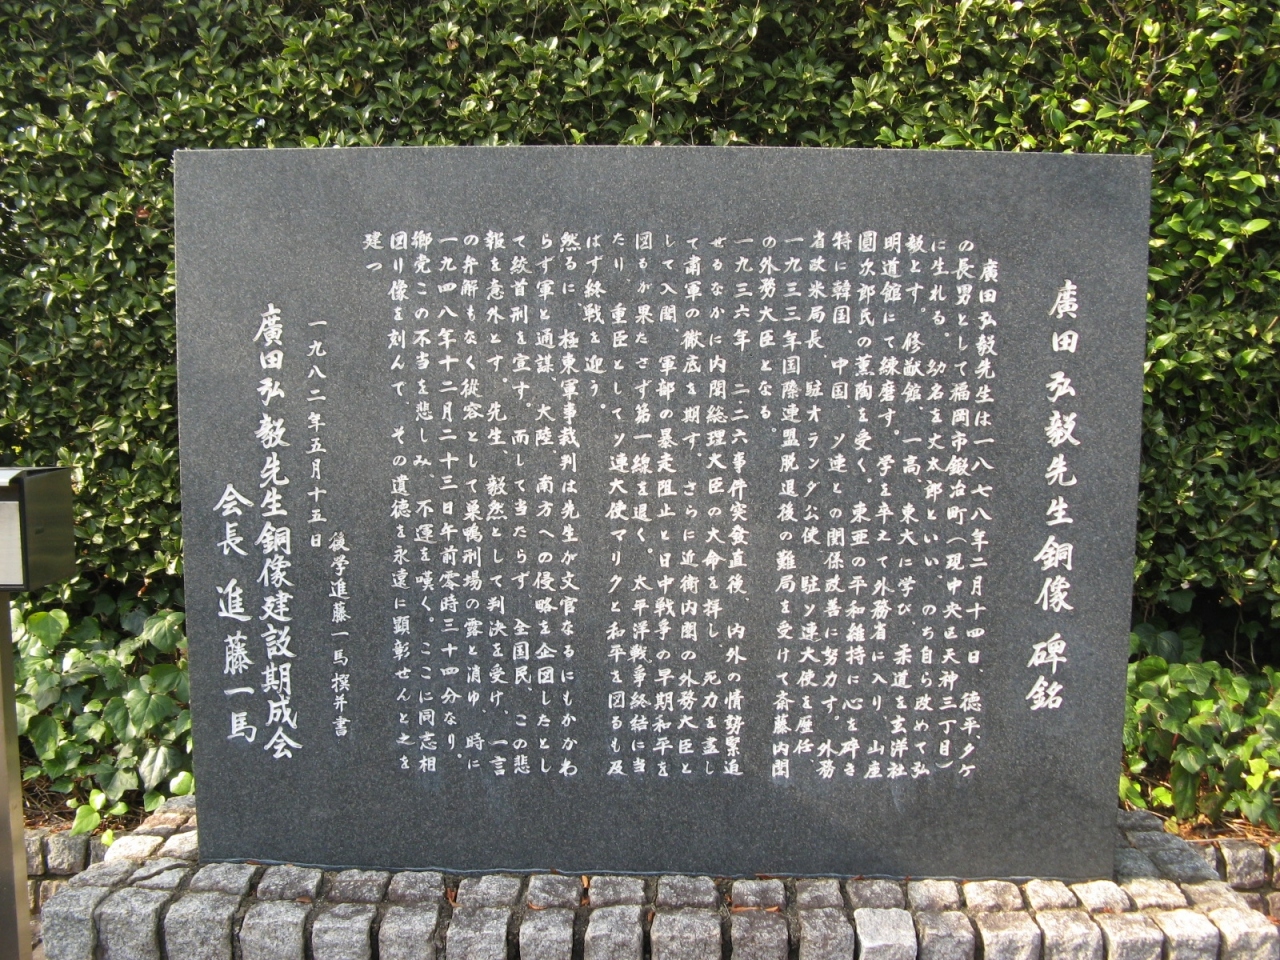 廣田弘毅先生銅像 碑銘
廣田弘毅先生は一八七八年二月十四日、徳平、タケ
の長男として福岡市鍛冶町(現中央区天神三丁目)
に生れる。幼名を丈太郎といい、のち自ら改めて弘
毅とす。修猷館、一高、東大に学び、柔道を玄洋社
明道館にて練磨す。学を卒えて外務省に入り、山座
圓次郎氏の薫陶を受く。東亜の平和維持に心を砕き
特に韓国、中国、ソ連との関係改善に努力す。外務
省政米局長、駐オランダ公使、駐ソ連大使を歴任、
一九三三年国際連盟脱退後の難局を受けて斎藤内閣
の外務大臣となる。
一九三六年 二二六事件突発直後、内外の情勢緊迫
せるなかに内閣総理大臣の大命を拝し、死力を盡し
て粛軍の徹底を期す、さらに近衛内閣の外務大臣と
して入閣、軍部の暴走阻止と日中戦争の早期和平を
図るが果たさず第一線を退く。太平洋戦争終結に当
たり 重臣としてソ連大使マリクと和平を図るも及
ばず終戦を迎う。
然るに 極東軍事裁判は先生が文官なるにもかかわ
らず軍と通謀、大陸、南方への侵略を企図したとし
て絞首刑を宣す。而して当たらず 全国民、この悲
報を意外とす。先生、毅然として判決を受け、一言
の弁解もなく従容として巣鴨刑場の露と消ゆ、時に
一九四八年十二月二十三日午前零時三十四分なり。
郷党この不当を悲しみ、不運を嘆く。ここに同志相
図り像を刻んで その遺徳を永遠に顕彰せんと之を
建つ
後学進藤一馬撰并書
一九八二年五月十五日
廣田弘毅先生銅像建設期成会
会長 進藤一馬